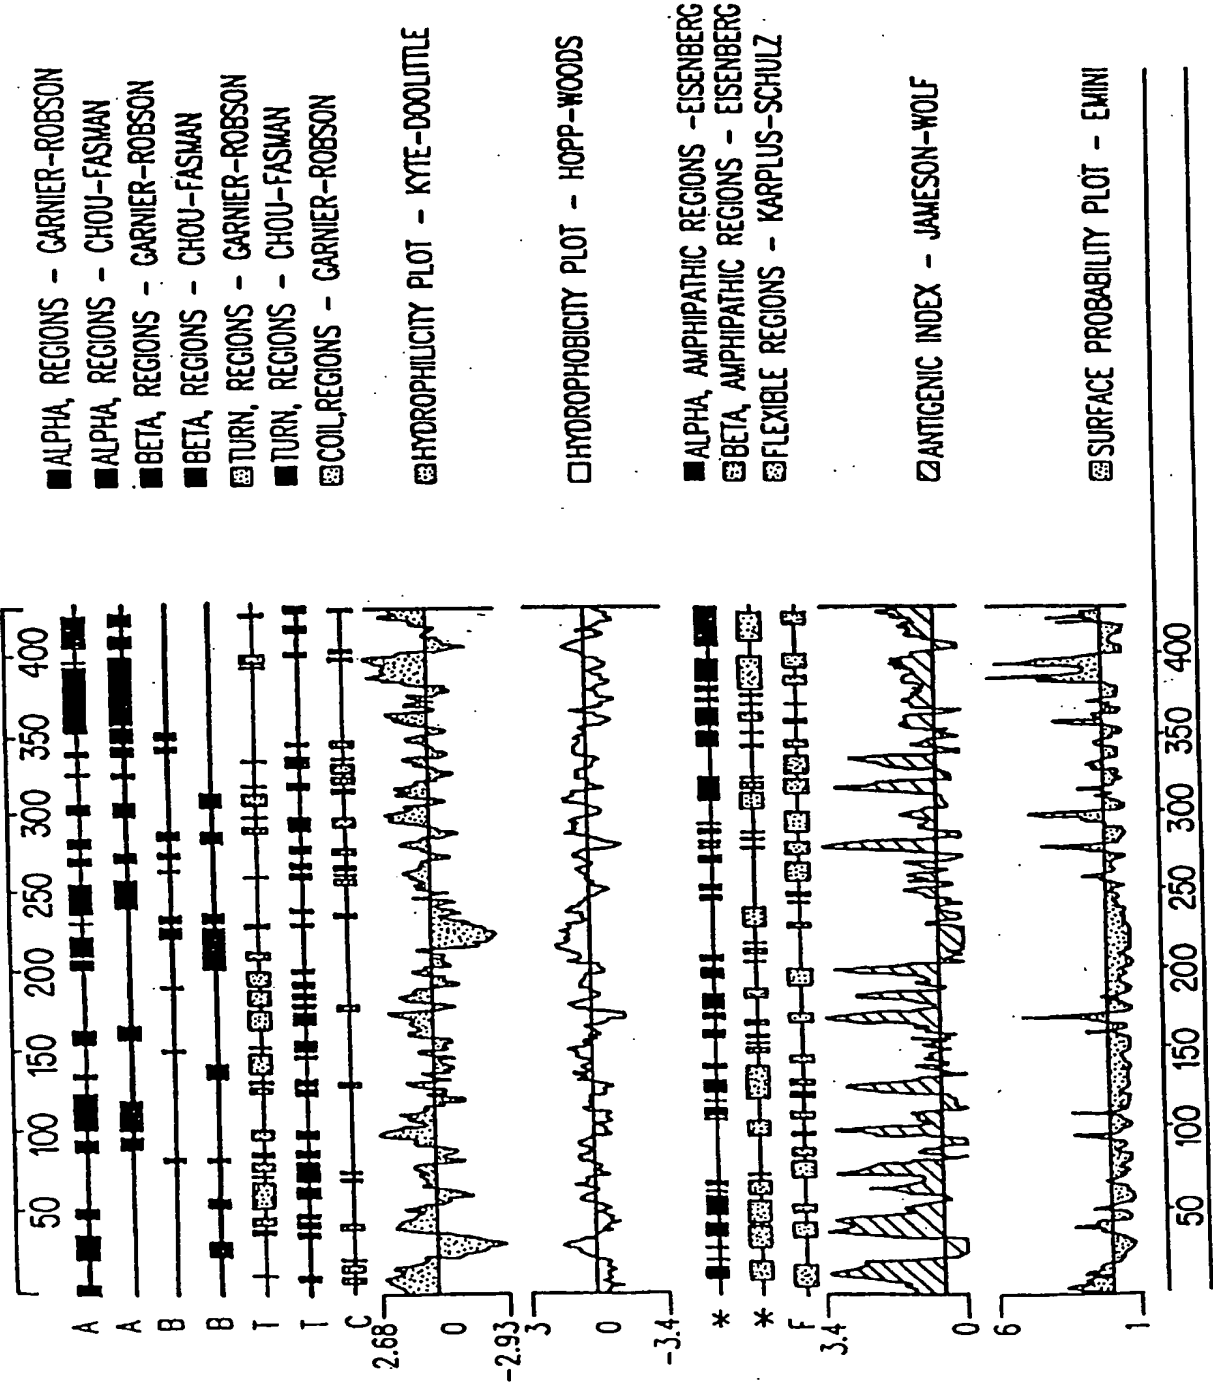 50 100 150 200 250 300 350 400
A ALPHA, REGIONS - GARNIER-ROBSON
A ALPHA, REGIONS - CHOU-FASMAN
B BETA, REGIONS - GARNIER-ROBSON
B BETA, REGIONS - CHOU-FASMAN
T TURN, REGIONS - GARNIER-ROBSON
T TURN, REGIONS - CHOU-FASMAN
C COIL,REGIONS - GARNIER-ROBSON
-2.68
0 HYDROPHILICITY PLOT - KYTE-DOOLITTLE
-2.93
3
0 HYDROPHOBICITY PLOT - HOPP-WOODS
-3.4
* ALPHA, AMPHIPATHIC REGIONS -EISENBERG
* BETA, AMPHIPATHIC REGIONS - EISENBERG
F FLEXIBLE REGIONS - KARPLUS-SCHULZ
3.4
ANTIGENIC INDEX - JAMESON-WOLF
0
6
SURFACE PROBABILITY PLOT - EMINI
1
50 100 150 200 250 300 350 400